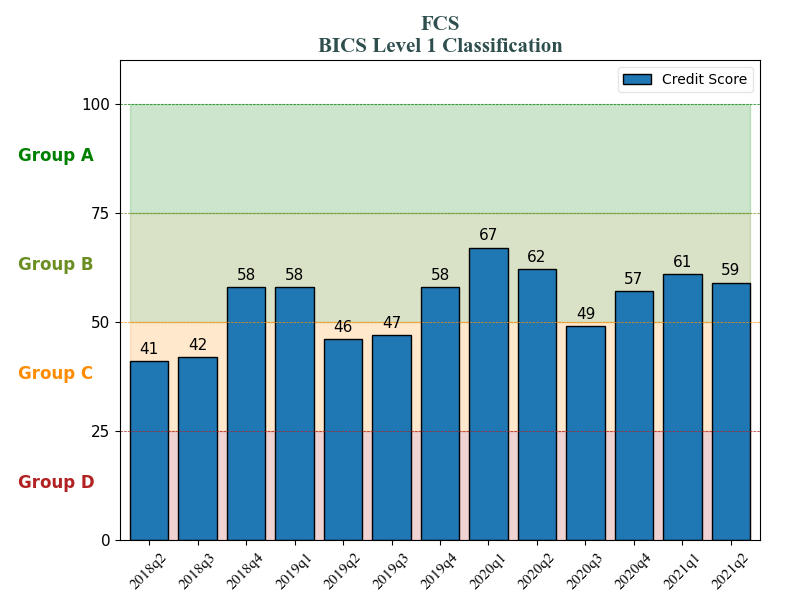 FCS
BICS Level 1 Classification
Credit Score
100
Group A
75
Group B
50
Group C
25
Group D
0
41
42
58
58
46
47
58
67
62
49
57
61
59
2018q2
2018q3
2018q4
2019q1
2019q2
2019q3
2019q4
2020q1
2020q2
2020q3
2020q4
2021q1
2021q2